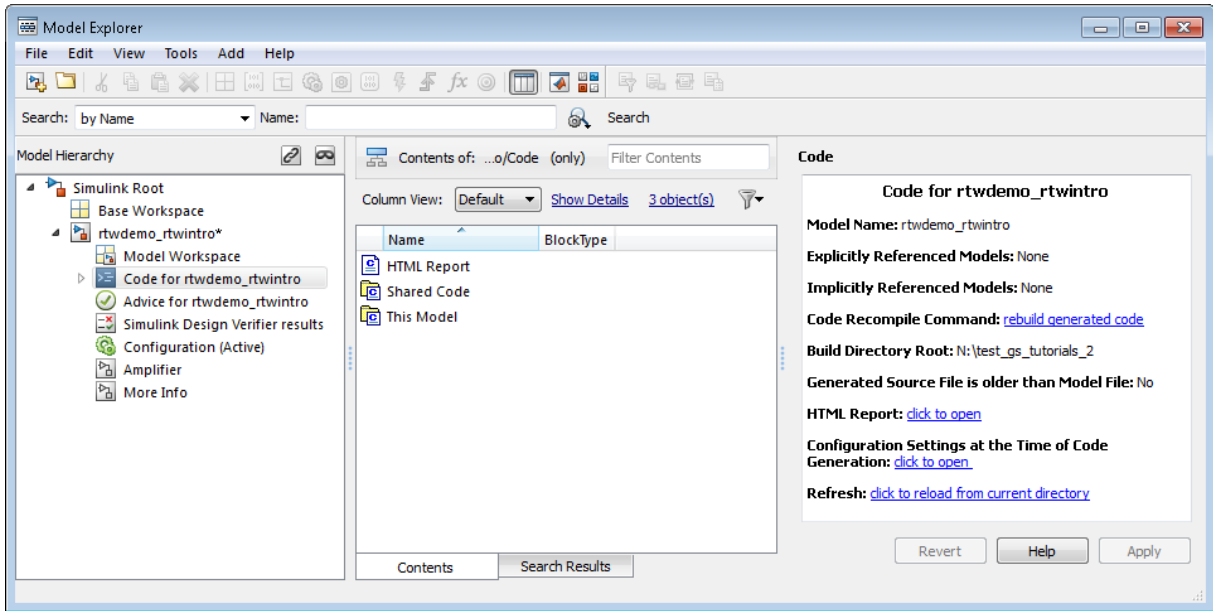 Model Explorer
File Edit View Tools Add Help
fx
Search: by Name Name: Search
Model Hierarchy
Simulink Root
Base Workspace
rtwdemo_rtwintro*
Model Workspace
Code for rtwdemo_rtwintro
Advice for rtwdemo_rtwintro
Simulink Design Verifier results
Configuration (Active)
Amplifier
More Info
Contents of: ...o/Code (only) Filter Contents
Column View: Default Show Details 3 object(s)
Name BlockType
HTML Report
Shared Code
This Model
Contents Search Results
Code
Code for rtwdemo_rtwintro
Model Name: rtwdemo_rtwintro
Explicitly Referenced Models: None
Implicitly Referenced Models: None
Code Recompile Command: rebuild generated code
Build Directory Root: N:\test_gs_tutorials_2
Generated Source File is older than Model File: No
HTML Report: click to open
Configuration Settings at the Time of Code
Generation: click to open
Refresh: click to reload from current directory
Revert Help Apply